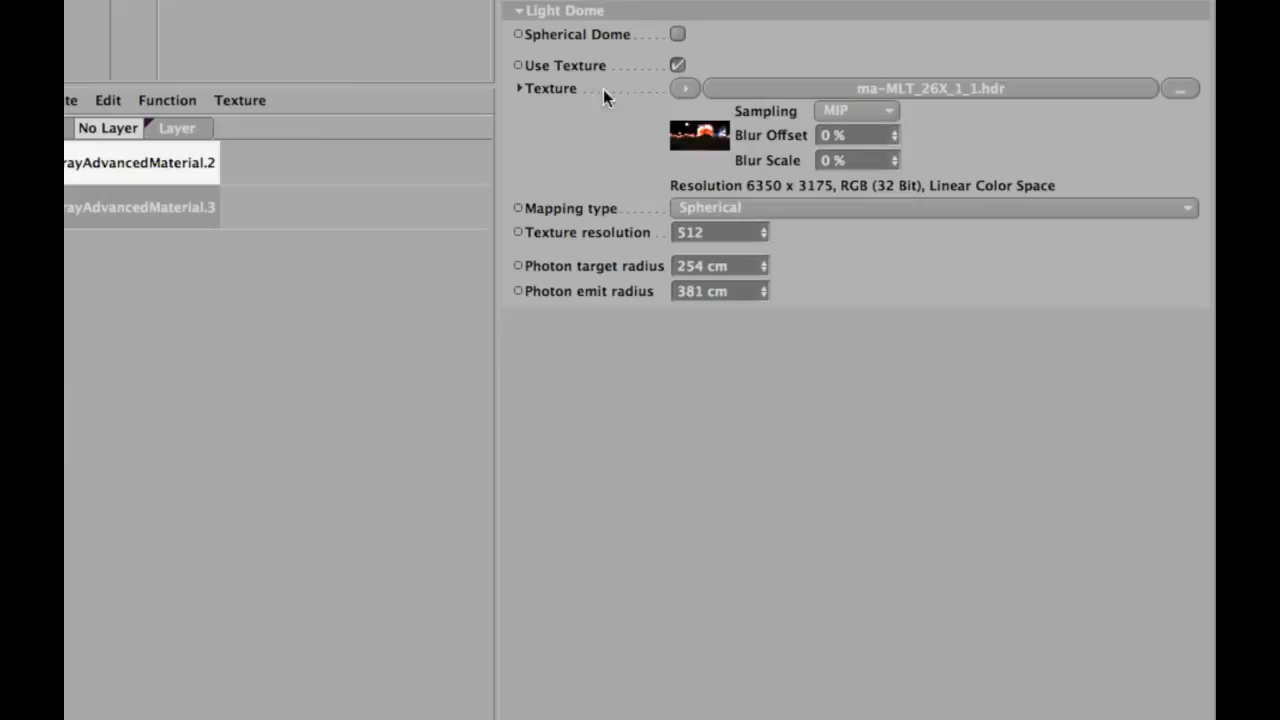 Light Dome
Spherical Dome
Use Texture
Texture
ma-MLT_26X_1_1.hdr
...
Sampling
MIP
Blur Offset
0 %
Blur Scale
0 %
Resolution 6350 x 3175, RGB (32 Bit), Linear Color Space
Mapping type
Spherical
Texture resolution
512
Photon target radius
254 cm
Photon emit radius
381 cm
te Edit Function Texture
No Layer Layer
rayAdvancedMaterial.2
rayAdvancedMaterial.3